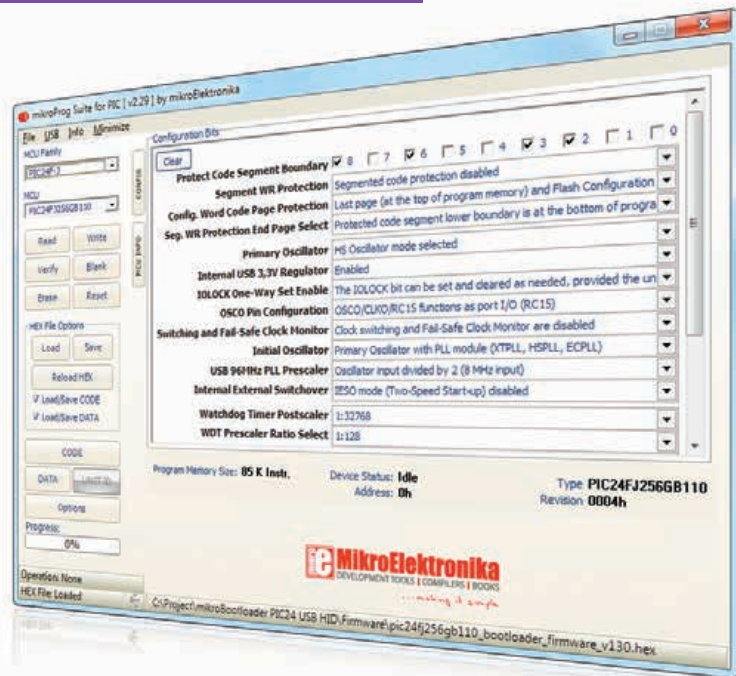 mikroProg Suite for PIC [ v2.29 ] by mikroElektronika
File USB Info Minimize
MCU Family
PIC24F-J
MCU
PIC24FJ256GB110
Read Write
Verify Blank
Erase Reset
HEX File Options
Load Save
Reload HEX
Load/Save CODE
Load/Save DATA
CODE
DATA
Options
Progress:
0%
Operation: None
HEX File: Loaded
CONFIG
MCU INFO
Configuration Bits
Clear
Protect Code Segment Boundary 8 7 6 5 4 3 2 1 0
Segment WR Protection Segmented code protection disabled
Config. Word Code Page Protection Last page (at the top of program memory) and Flash Configuration
Seg. WR Protection End Page Select Protected code segment lower boundary is at the bottom of progra
Primary Oscillator HS Oscillator mode selected
Internal USB 3,3V Regulator Enabled
IOLOCK One-Way Set Enable The IOLOCK bit can be set and cleared as needed, provided the un
OSCO Pin Configuration OSCO/CLKO/RC15 functions as port I/O (RC15)
Switching and Fail-Safe Clock Monitor Clock switching and Fail-Safe Clock Monitor are disabled
Initial Oscillator Primary Oscillator with PLL module (XTPLL, HSPLL, ECPLL)
USB 96MHz PLL Prescaler Oscillator input divided by 2 (8 MHz input)
Internal External Switchover IESO mode (Two-Speed Start-up) disabled
Watchdog Timer Postscaler 1:32768
WDT Prescaler Ratio Select 1:128
Program Memory Size: 85 K Instr.
Device Status: Idle
Address: 0h
Type PIC24FJ256GB110
Revision 0004h
MikroElektronika
DEVELOPMENT TOOLS | COMPILERS | BOOKS
...making it simple
C:\Project\mikroBootloader PIC24 USB HID\Firmware\pic24fj256gb110_bootloader_firmware_v130.hex